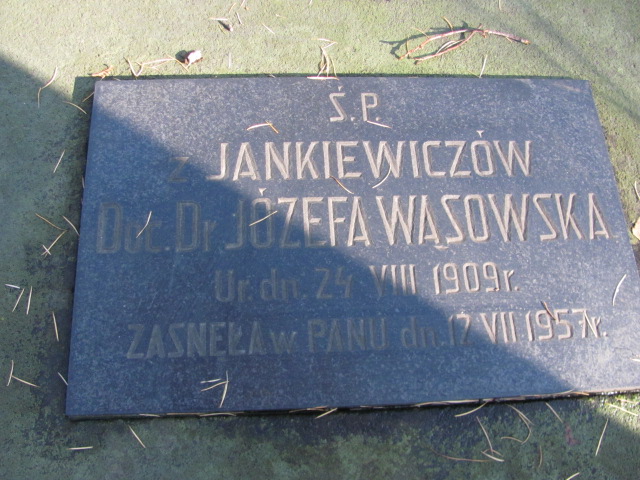 Ś.P.
z JANKIEWICZÓW
Doc. Dr JÓZEFA WĄSOWSKA
Ur. dn. 24 VIII 1909 r.
ZASNEŁA w PANU dn. 17 VII 1957 r.